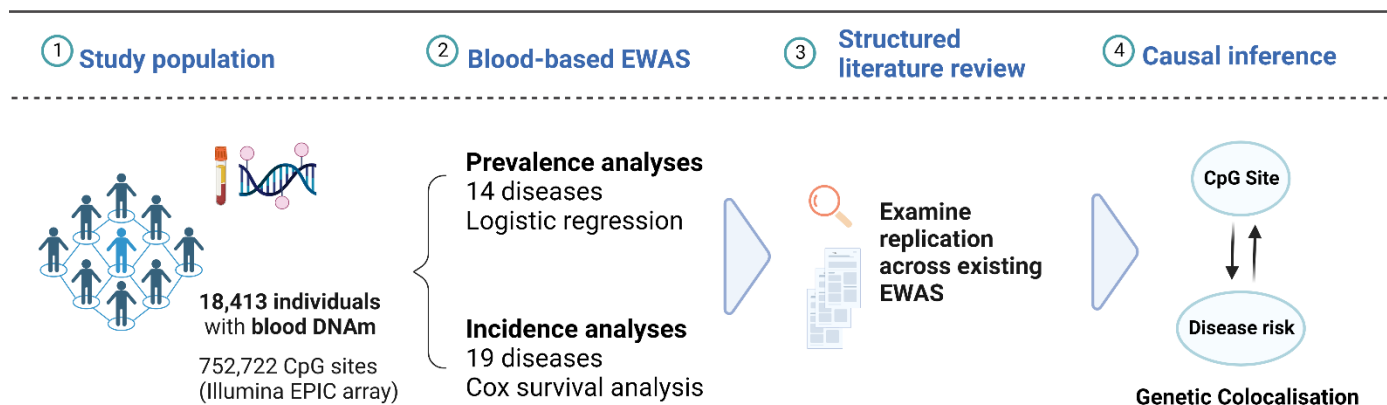 1 Study population
2 Blood-based EWAS
3 Structured
literature review
4 Causal inference
18,413 individuals
with blood DNAm
752,722 CpG sites
(Illumina EPIC array)
Prevalence analyses
14 diseases
Logistic regression
Incidence analyses
19 diseases
Cox survival analysis
Examine
replication
across existing
EWAS
CpG Site
Disease risk
Genetic Colocalisation